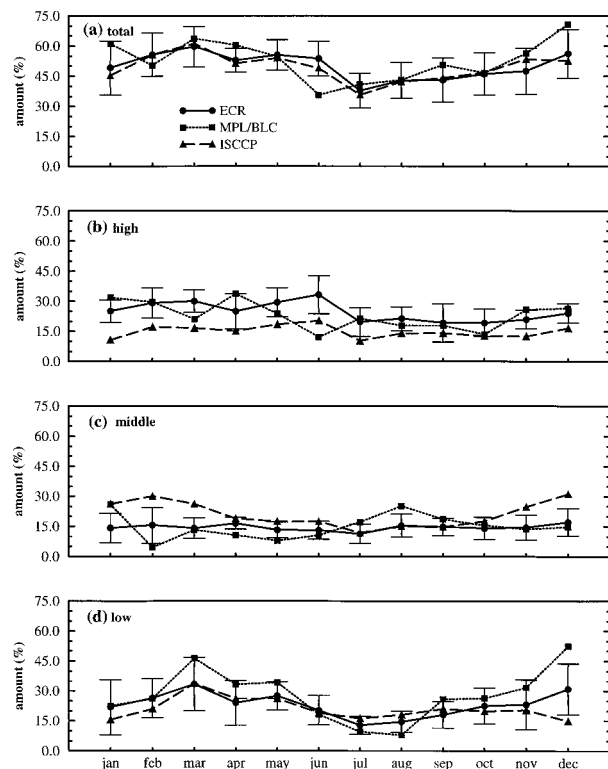 75.0
(a) total
60.0
45.0
30.0
15.0
0.0
amount (%)
ECR
MPL/BLC
ISCCP
75.0
(b) high
60.0
45.0
30.0
15.0
0.0
amount (%)
75.0
(c) middle
60.0
45.0
30.0
15.0
0.0
amount (%)
75.0
(d) low
60.0
45.0
30.0
15.0
0.0
amount (%)
jan feb mar apr may jun jul aug sep oct nov dec